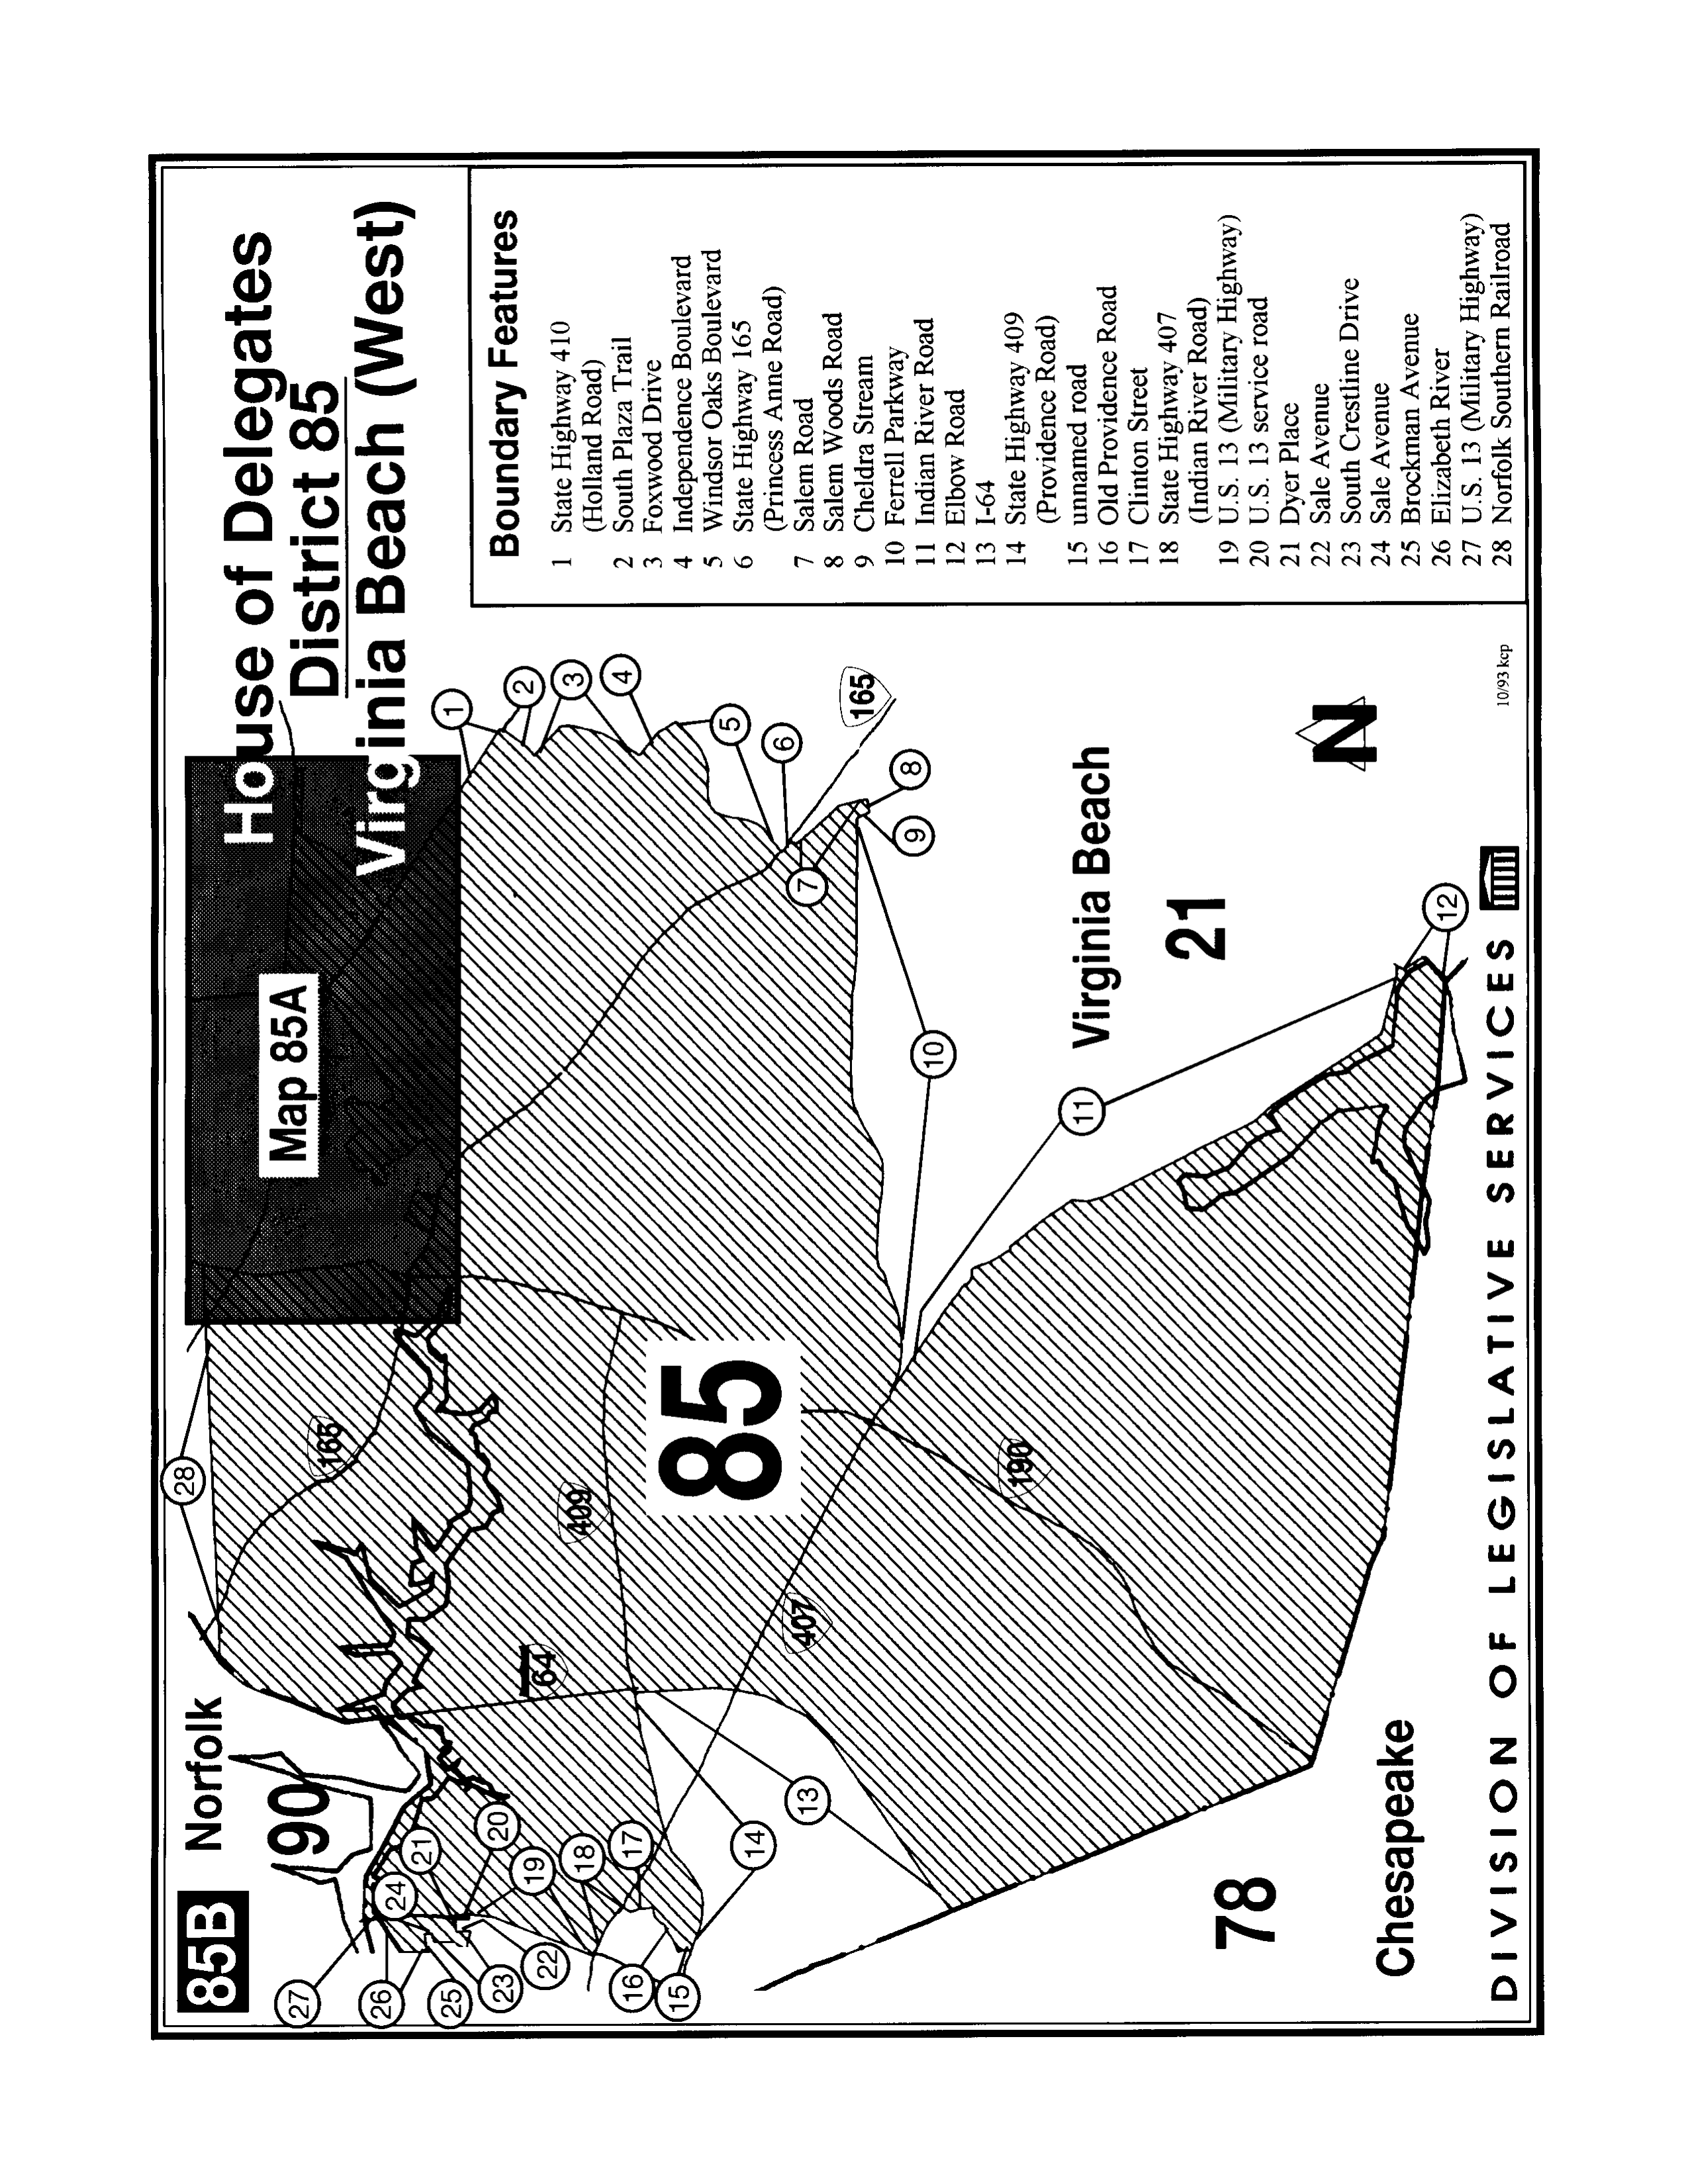 85B
House of Delegates
District 85
Virginia Beach (West)
Map 85A
Norfolk
90
28
165
409
64
407
190
85
Virginia Beach
21
165
78
Chesapeake
N
1
2
3
4
5
6
7
8
9
10
11
12
13
14
15
16
17
18
19
20
21
22
23
24
25
26
27
Boundary Features
1 State Highway 410
(Holland Road)
2 South Plaza Trail
3 Foxwood Drive
4 Independence Boulevard
5 Windsor Oaks Boulevard
6 State Highway 165
(Princess Anne Road)
7 Salem Road
8 Salem Woods Road
9 Cheldra Stream
10 Ferrell Parkway
11 Indian River Road
12 Elbow Road
13 I-64
14 State Highway 409
(Providence Road)
15 unnamed road
16 Old Providence Road
17 Clinton Street
18 State Highway 407
(Indian River Road)
19 U.S. 13 (Military Highway)
20 U.S. 13 service road
21 Dyer Place
22 Sale Avenue
23 South Crestline Drive
24 Sale Avenue
25 Brockman Avenue
26 Elizabeth River
27 U.S. 13 (Military Highway)
28 Norfolk Southern Railroad
10/93 kcp
DIVISION OF LEGISLATIVE SERVICES